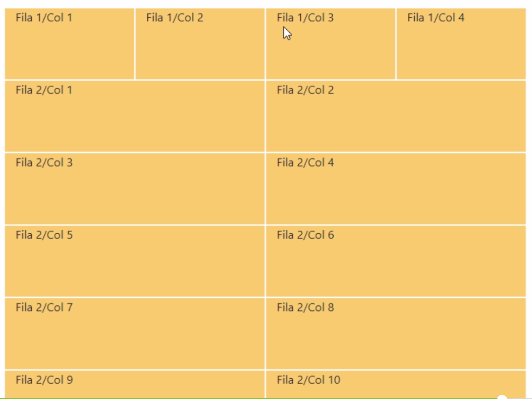 Fila 1/Col 1 Fila 1/Col 2 Fila 1/Col 3 Fila 1/Col 4
Fila 2/Col 1 Fila 2/Col 2
Fila 2/Col 3 Fila 2/Col 4
Fila 2/Col 5 Fila 2/Col 6
Fila 2/Col 7 Fila 2/Col 8
Fila 2/Col 9 Fila 2/Col 10